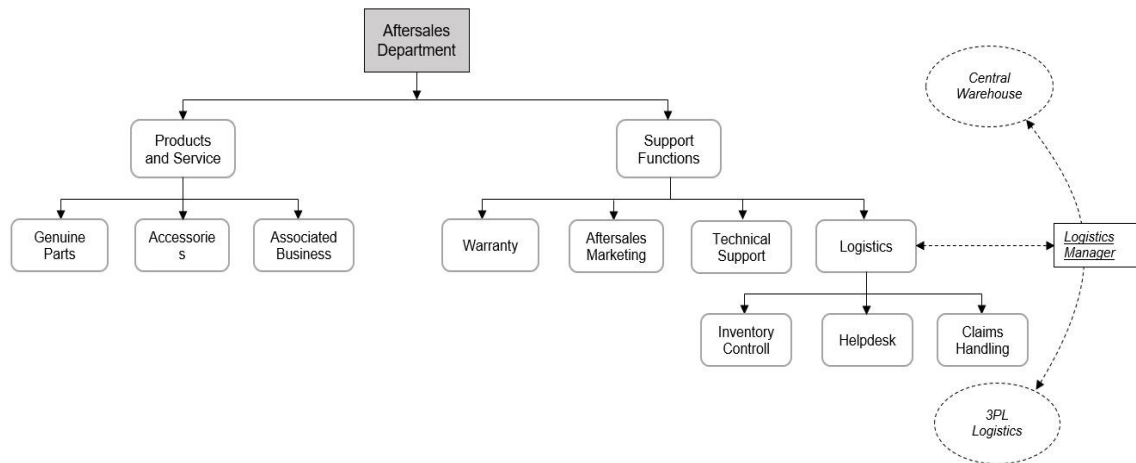 Aftersales
Department
Central
Warehouse
Products
and Service
Support
Functions
Genuine
Parts
Accessorie
s
Associated
Business
Warranty
Aftersales
Marketing
Technical
Support
Logistics
Logistics
Manager
Inventory
Controll
Helpdesk
Claims
Handling
3PL
Logistics